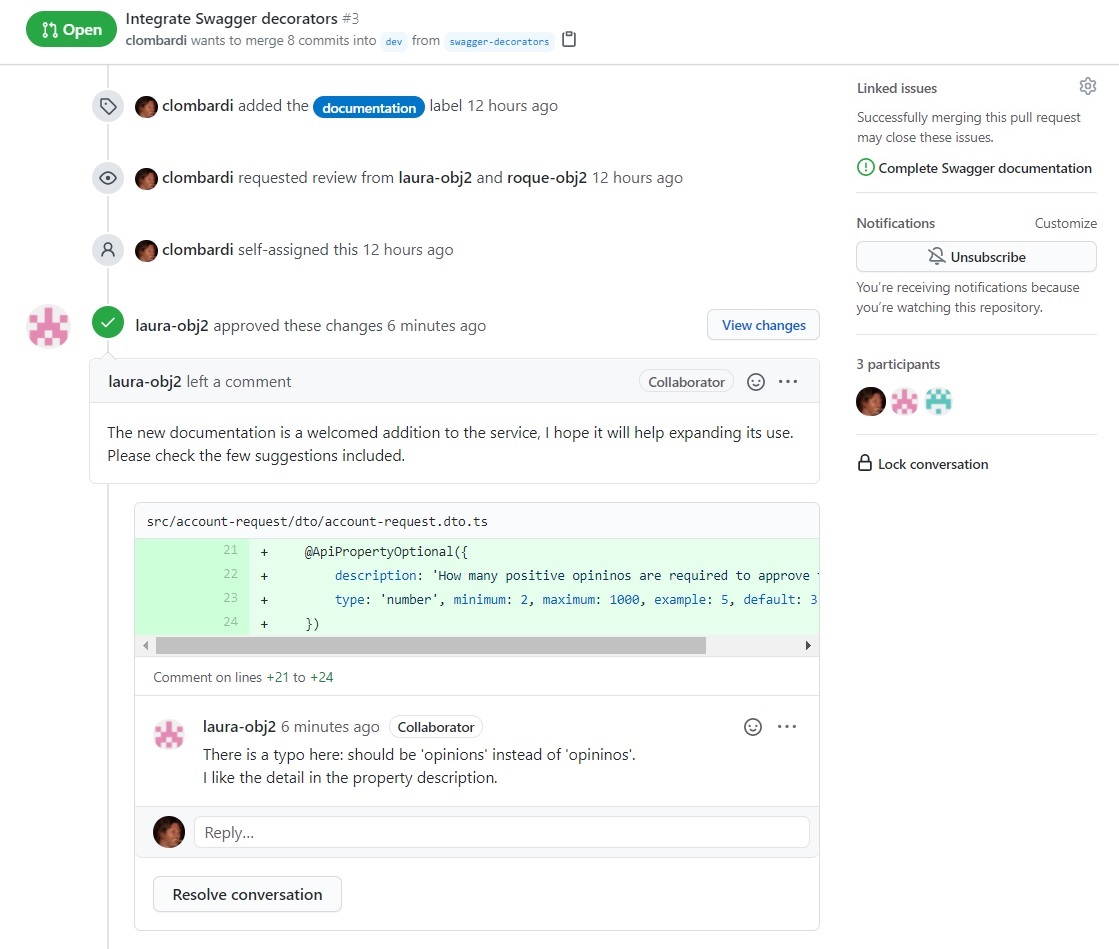 Open
Integrate Swagger decorators #3
clombardi wants to merge 8 commits into dev from swagger-decorators
clombardi added the documentation label 12 hours ago
clombardi requested review from laura-obj2 and roque-obj2 12 hours ago
clombardi self-assigned this 12 hours ago
laura-obj2 approved these changes 6 minutes ago
View changes
laura-obj2 left a comment
Collaborator
The new documentation is a welcomed addition to the service, I hope it will help expanding its use.
Please check the few suggestions included.
src/account-request/dto/account-request.dto.ts
21 + @ApiPropertyOptional({
22 + description: 'How many positive opininos are required to approve
23 + type: 'number', minimum: 2, maximum: 1000, example: 5, default: 3
24 + })
Comment on lines +21 to +24
laura-obj2 6 minutes ago Collaborator
There is a typo here: should be 'opinions' instead of 'opininos'.
I like the detail in the property description.
Reply...
Resolve conversation
Linked issues
Successfully merging this pull request
may close these issues.
Complete Swagger documentation
Notifications
Customize
Unsubscribe
You're receiving notifications because
you're watching this repository.
3 participants
Lock conversation